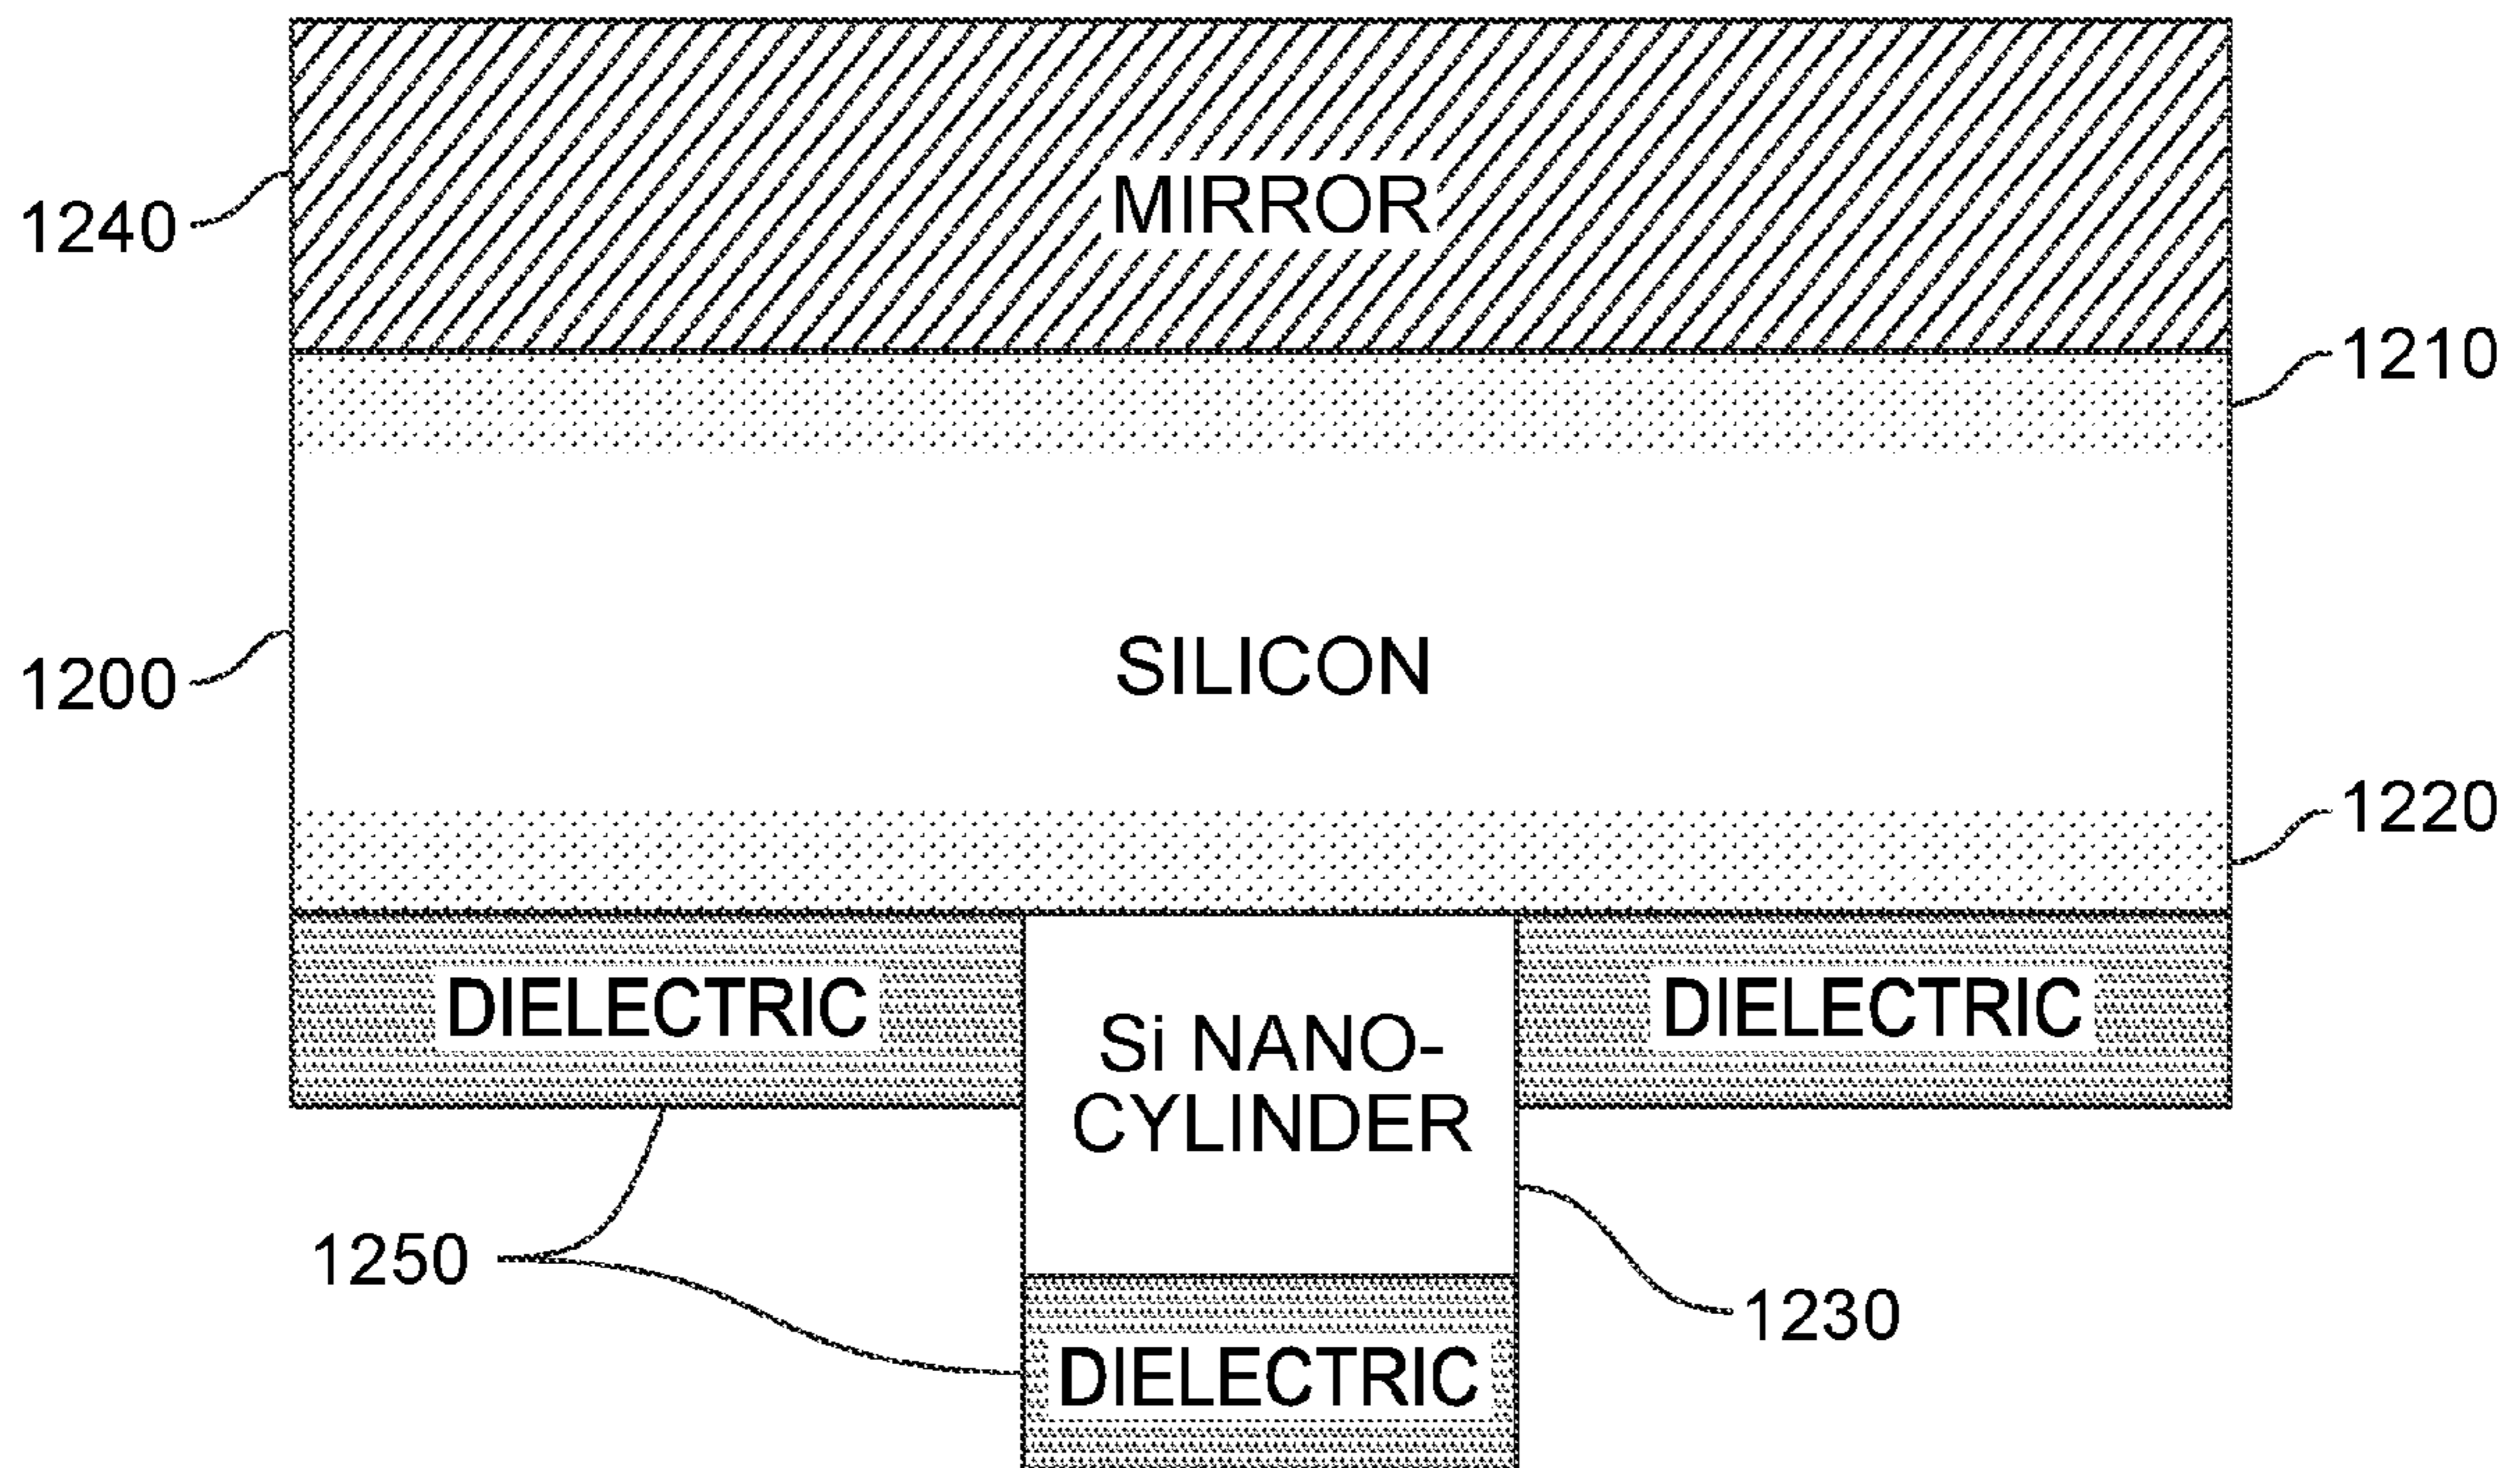 MIRROR
1240
1210
SILICON
1200
1220
DIELECTRIC
DIELECTRIC
Si NANO-
CYLINDER
1250
1230
DIELECTRIC